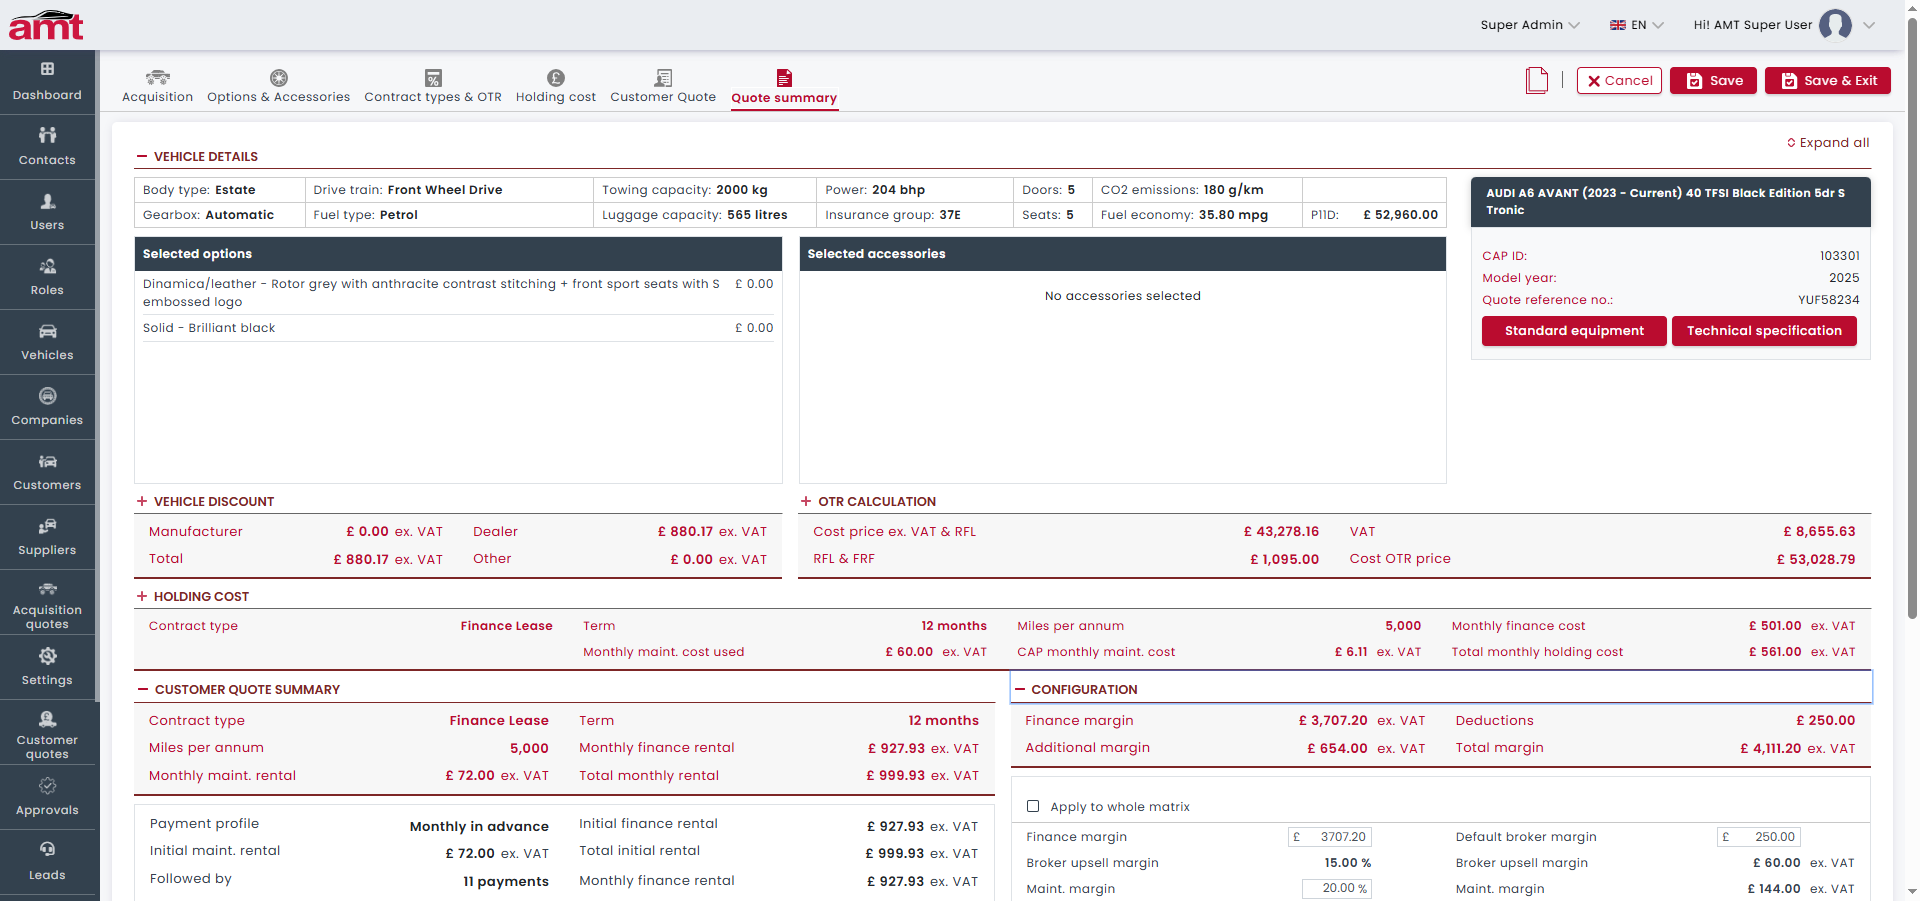 amt
Super Admin
EN
Hi! AMT Super User
Dashboard
Contacts
Users
Roles
Vehicles
Companies
Customers
Suppliers
Acquisition
quotes
Settings
Customer
quotes
Approvals
Leads
Acquisition
Options & Accessories
Contract types & OTR
Holding cost
Customer Quote
Quote summary
Cancel
Save
Save & Exit
Expand all
VEHICLE DETAILS
Body type: Estate Drive train: Front Wheel Drive Towing capacity: 2000 kg Power: 204 bhp Doors: 5 CO2 emissions: 180 g/km
Gearbox: Automatic Fuel type: Petrol Luggage capacity: 565 litres Insurance group: 37E Seats: 5 Fuel economy: 35.80 mpg P11D: £ 52,960.00
AUDI A6 AVANT (2023 - Current) 40 TFSI Black Edition 5dr S
Tronic
CAP ID: 103301
Model year: 2025
Quote reference no.: YUF58234
Standard equipment Technical specification
Selected options
Dinamica/leather - Rotor grey with anthracite contrast stitching + front sport seats with S £ 0.00
embossed logo
Solid - Brilliant black £ 0.00
Selected accessories
No accessories selected
VEHICLE DISCOUNT
Manufacturer £ 0.00 ex. VAT Dealer £ 880.17 ex. VAT
Total £ 880.17 ex. VAT Other £ 0.00 ex. VAT
OTR CALCULATION
Cost price ex. VAT & RFL £ 43,278.16 VAT £ 8,655.63
RFL & FRF £ 1,095.00 Cost OTR price £ 53,028.79
HOLDING COST
Contract type Finance Lease Term 12 months Miles per annum 5,000 Monthly finance cost £ 501.00 ex. VAT
Monthly maint. cost used £ 60.00 ex. VAT CAP monthly maint. cost £ 6.11 ex. VAT Total monthly holding cost £ 561.00 ex. VAT
CUSTOMER QUOTE SUMMARY
Contract type Finance Lease Term 12 months
Miles per annum 5,000 Monthly finance rental £ 927.93 ex. VAT
Monthly maint. rental £ 72.00 ex. VAT Total monthly rental £ 999.93 ex. VAT
Payment profile Monthly in advance Initial finance rental £ 927.93 ex. VAT
Initial maint. rental £ 72.00 ex. VAT Total initial rental £ 999.93 ex. VAT
Followed by 11 payments Monthly finance rental £ 927.93 ex. VAT
CONFIGURATION
Finance margin £ 3,707.20 ex. VAT Deductions £ 250.00
Additional margin £ 654.00 ex. VAT Total margin £ 4,111.20 ex. VAT
Apply to whole matrix
Finance margin £ 3707.20 Default broker margin £ 250.00
Broker upsell margin 15.00 % Broker upsell margin £ 60.00 ex. VAT
Maint. margin 20.00 % Maint. margin £ 144.00 ex. VAT